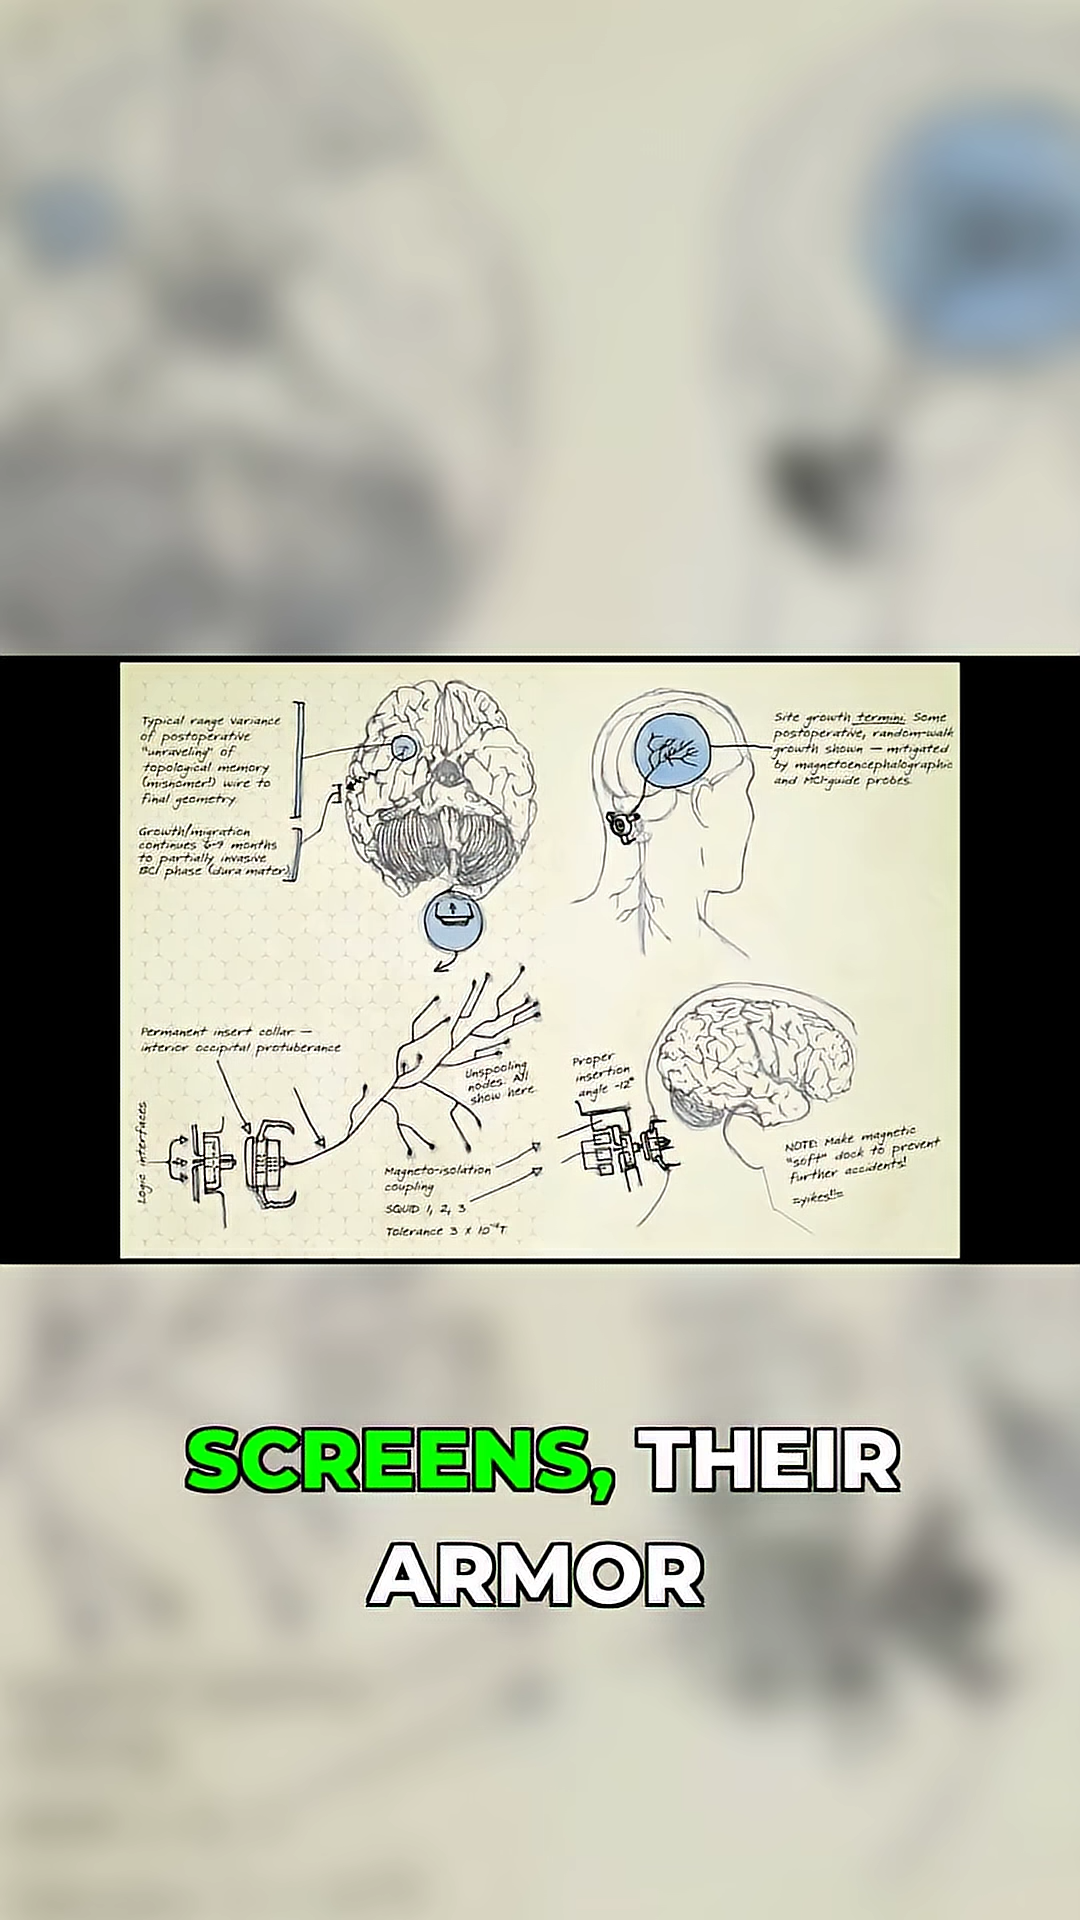 Typical range variance
of postoperative
"unraveling" of
topological memory
(misnomer!) wire to
final geometry.
Growth/migration
continues 6-9 months
to partially invasive
BCI phase (dura mater)
Site growth termini. Some
postoperative, random-walk
growth shown — mitigated
by magnetoencephalographic
and MCI-guide probes.
Permanent insert collar —
interior occipital protuberance
Unspooling
nodes. All
show here.
Logic interfaces
Magneto-isolation
coupling
SQUID 1, 2, 3
Tolerance 3 x 10 T
Proper
insertion
angle -12°
NOTE: Make magnetic
"soft" dock to prevent
further accidents!
=yikes!!=
SCREENS, THEIR
ARMOR